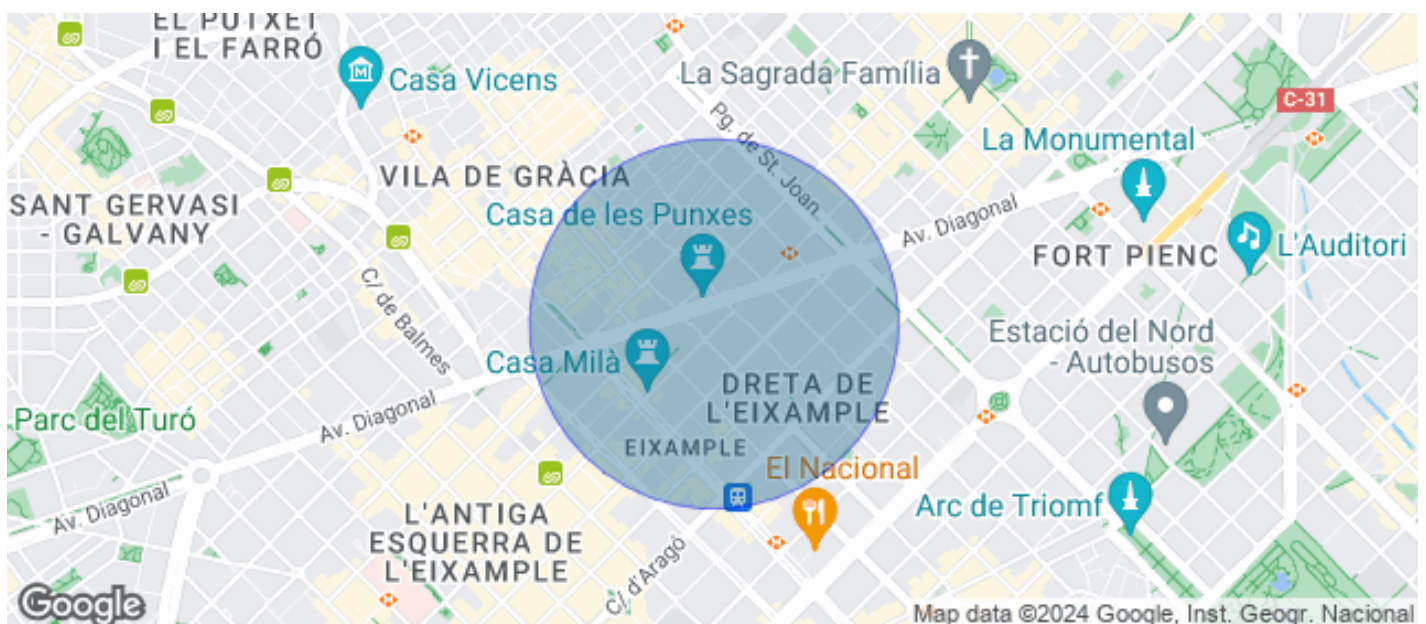 EL PUTXET
I EL FARRÓ
Casa Vicens
La Sagrada Família
C-31
Pg. de St. Joan
La Monumental
VILA DE GRÀCIA
SANT GERVASI
- GALVANY
Casa de les Punxes
Av. Diagonal
FORT PIENC
L'Auditori
C/ de Balmes
Estació del Nord
- Autobusos
Casa Milà
DRETA DE
L'EIXAMPLE
Parc del Turó
Av. Diagonal
EIXAMPLE
El Nacional
Av. Diagonal
Arc de Triomf
L'ANTIGA
ESQUERRA DE
L'EIXAMPLE
C/ d'Aragó
Google
Map data ©2024 Google, Inst. Geogr. Nacional